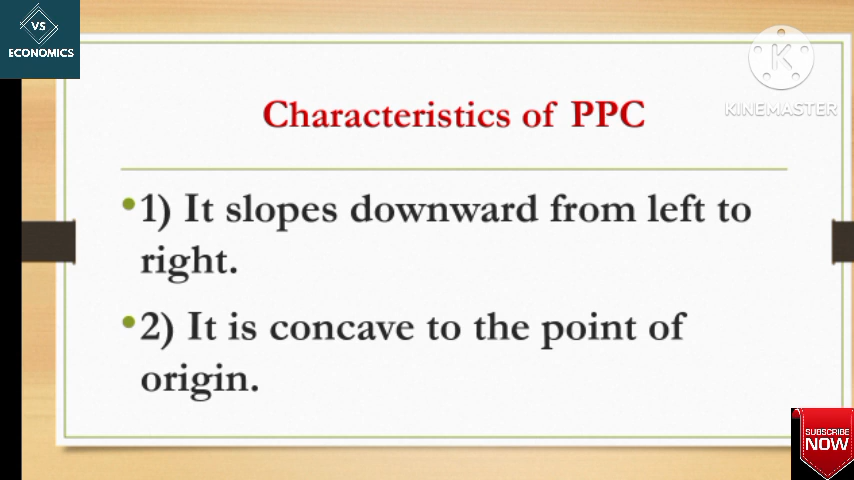 VS
ECONOMICS
KINEMASTER
Characteristics of PPC
•1) It slopes downward from left to
right.
•2) It is concave to the point of
origin.
SUBSCRIBE
NOW